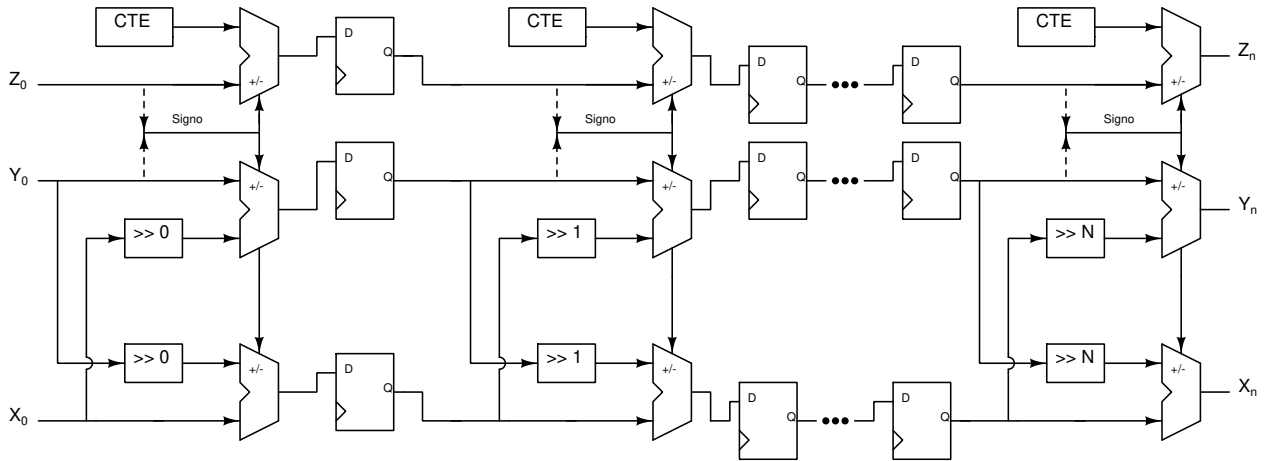 CTE CTE CTE
D D D
Q Q Q
Z0 +/- +/- +/- Zn
Signo Signo Signo
D D D
Q Q Q
Y0 +/- +/- +/- Yn
>> 0 >> 1 >> N
>> 0 >> 1 >> N
+/- +/- +/-
D D D
Q Q Q
X0 Xn